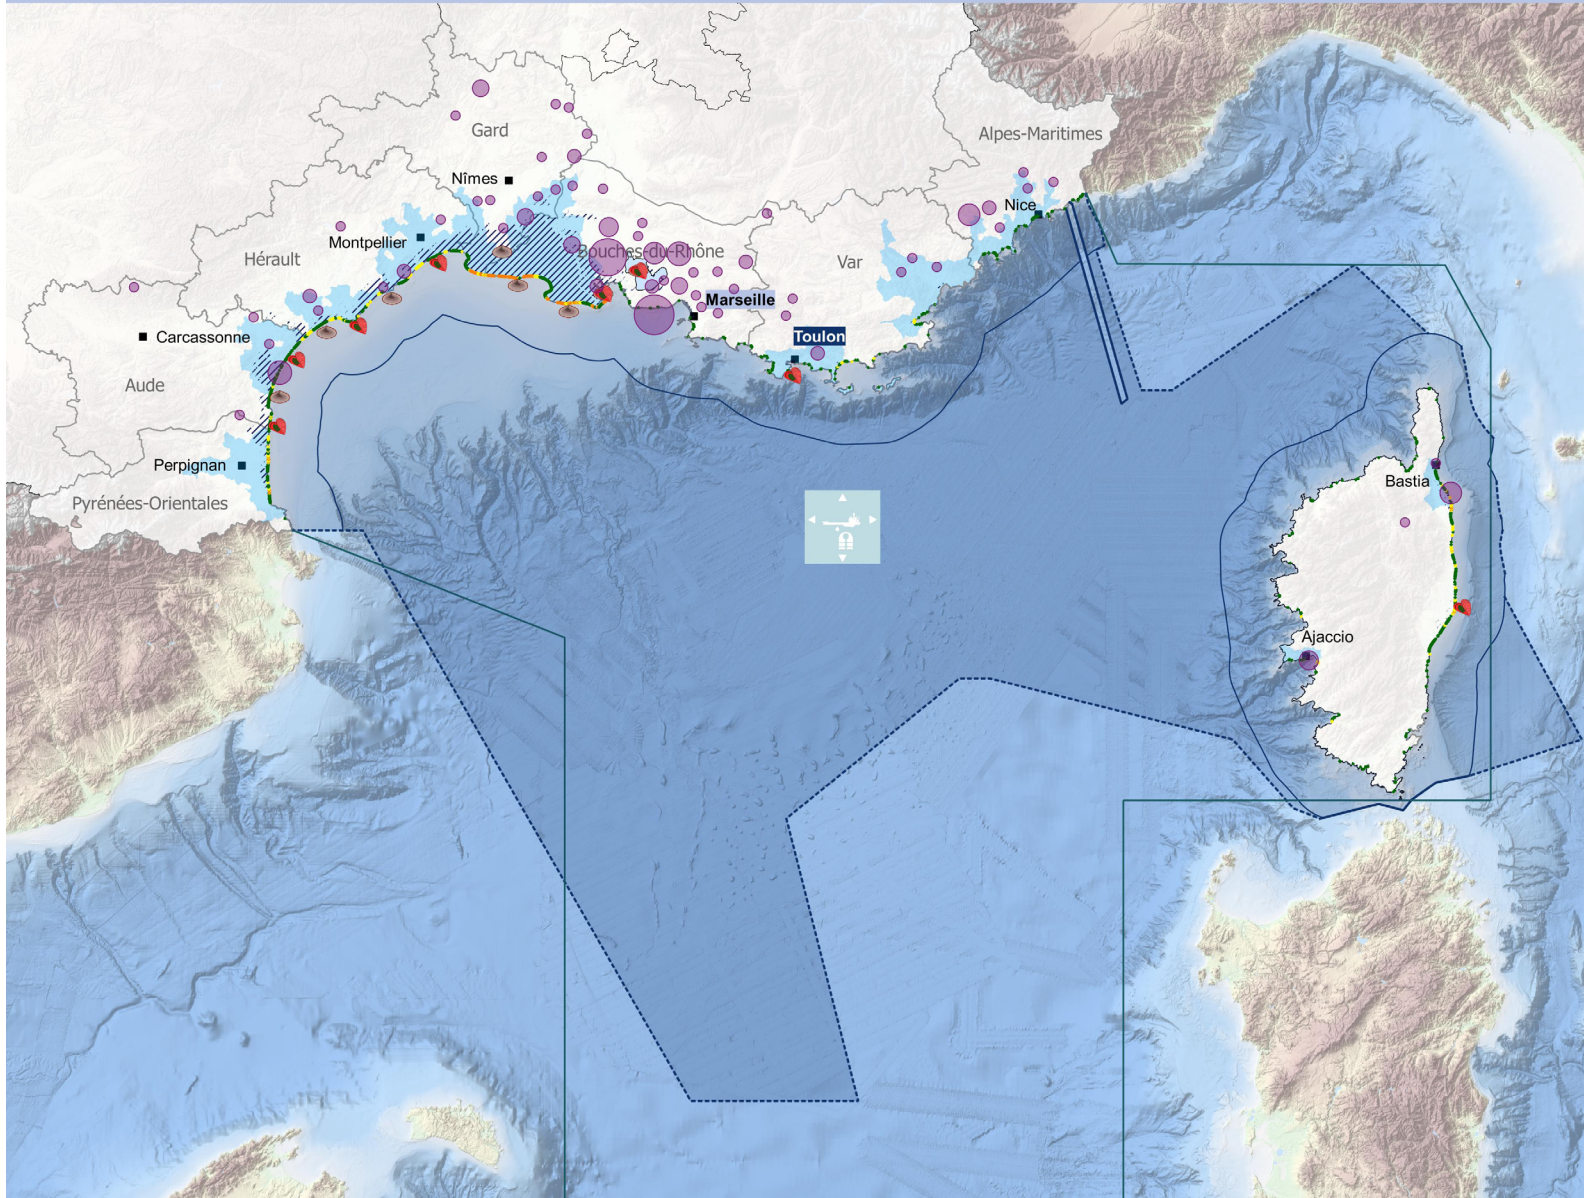 Gard
Alpes-Maritimes
Nîmes
Nice
Montpellier
Bouches-du-Rhône
Hérault
Var
Marseille
Carcassonne
Toulon
Aude
Perpignan
Bastia
Pyrénées-Orientales
Ajaccio